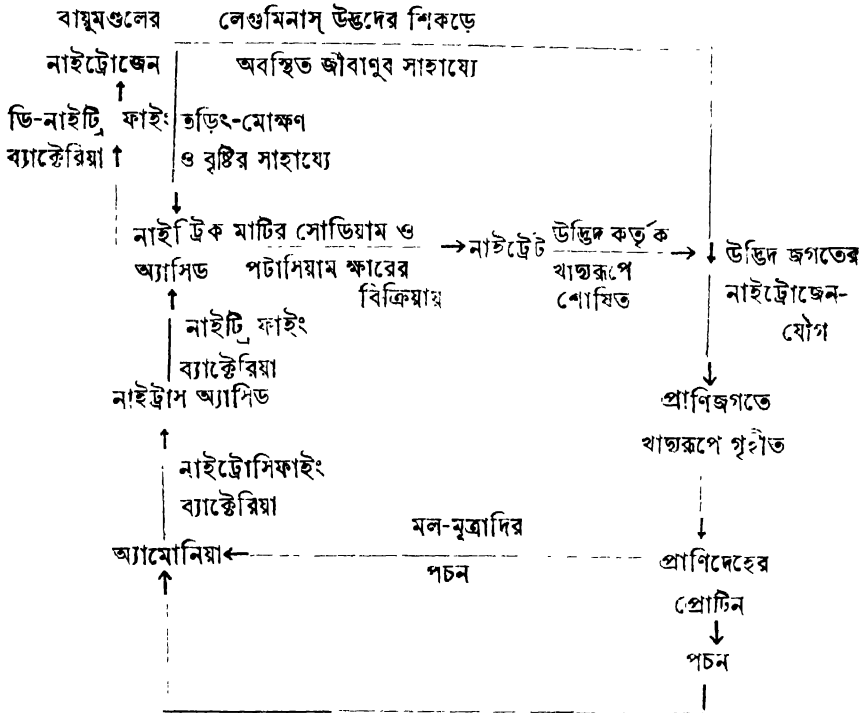 বায়ুমণ্ডলের লেগুমিনাস্ উদ্ভদের শিকড়ে
নাইট্রোজেন অবস্থিত জীবাণুব সাহায্যে
ডি-নাইট্রিফাইং তড়িৎ-মোক্ষণ
ব্যাক্টেরিয়া ও বৃষ্টির সাহায্যে
নাইট্রিক মাটির সোডিয়াম ও নাইট্রেট উদ্ভিদ কর্তৃক উদ্ভিদ জগতের
অ্যাসিড পটাসিয়াম ক্ষারের খাদ্যরূপে নাইট্রোজেন-
বিক্রিয়ায় শোষিত যৌগ
নাইট্রিফাইং
ব্যাক্টেরিয়া
নাইট্রাস অ্যাসিড প্রাণিজগতে
খাদ্যরূপে গৃহীত
নাইট্রোসিফাইং
ব্যাক্টেরিয়া
মল-মূত্রাদির
অ্যামোনিয়া প্রাণিদেহের
পচন
প্রোটিন
পচন